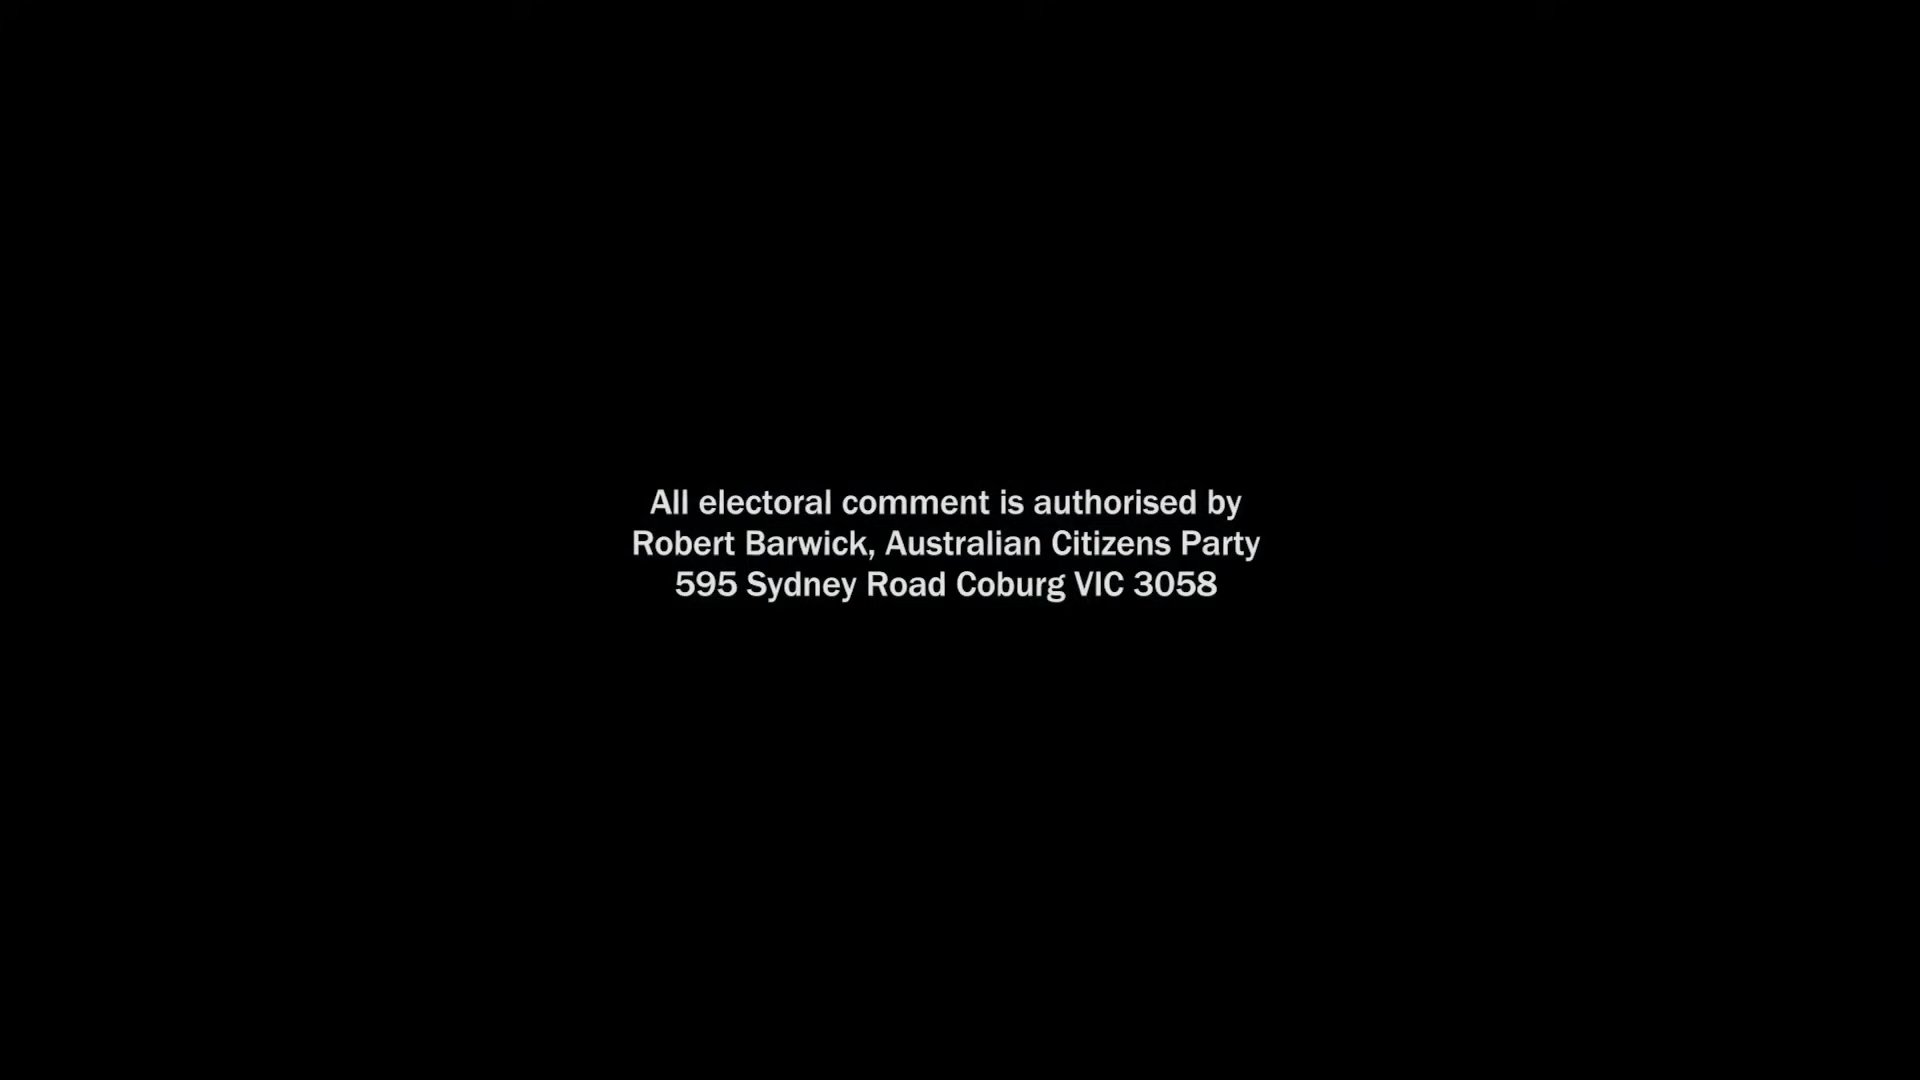 All electoral comment is authorised by
Robert Barwick, Australian Citizens Party
595 Sydney Road Coburg VIC 3058